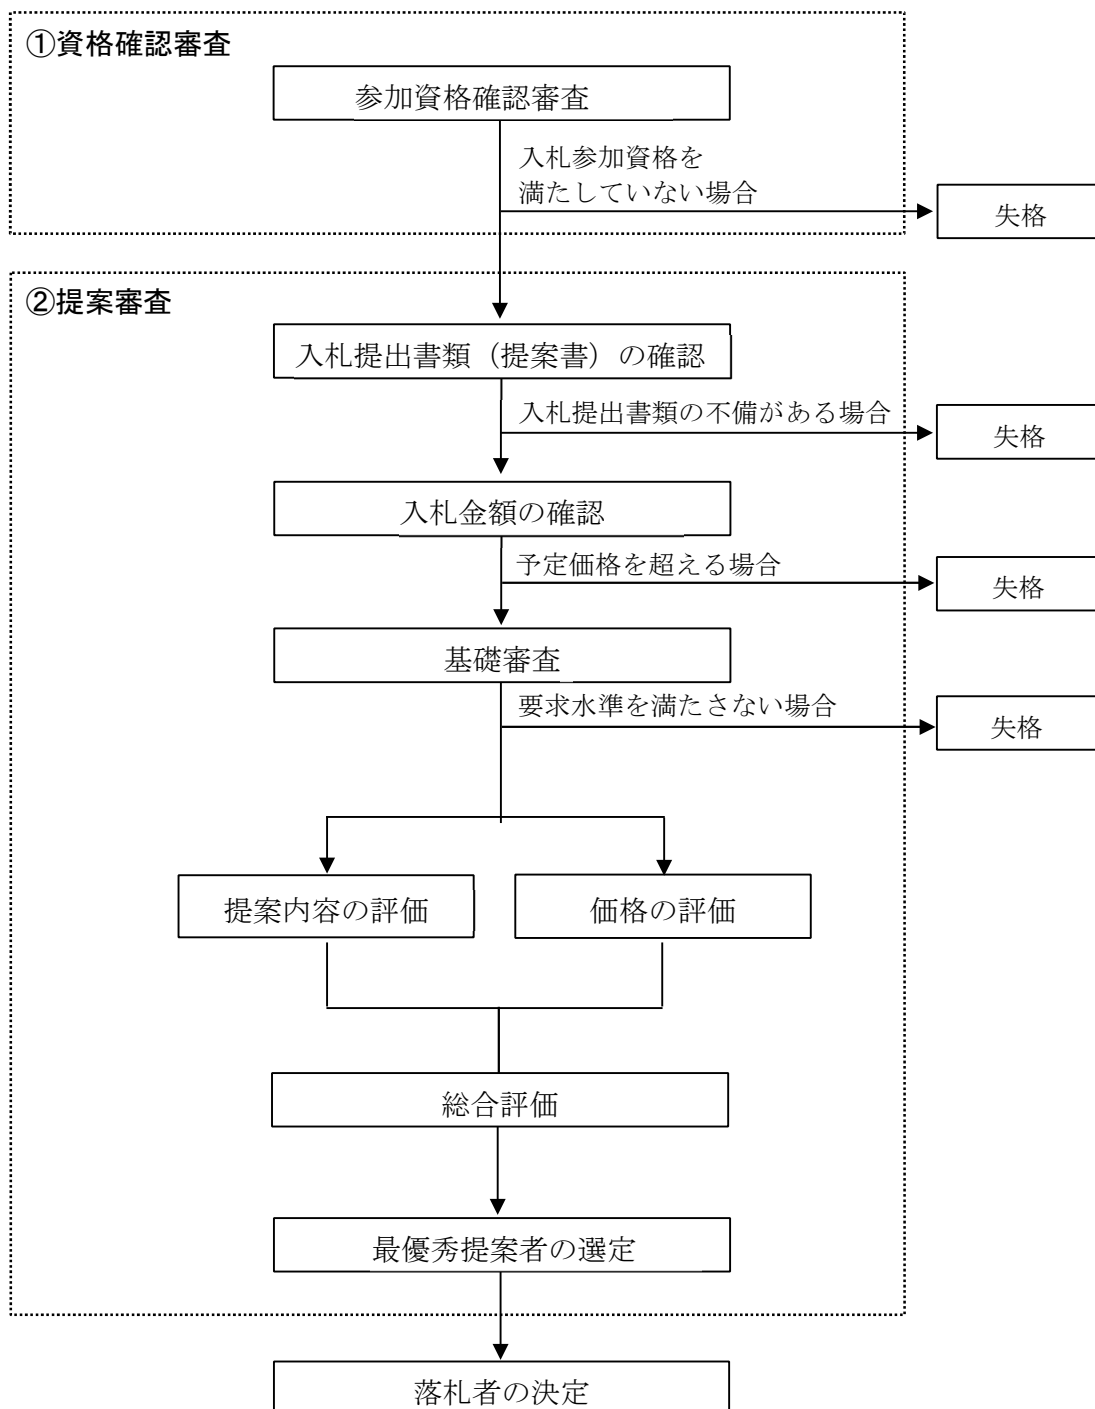 ①資格確認審査
参加資格確認審査
入札参加資格を
満たしていない場合
失格
②提案審査
入札提出書類（提案書）の確認
入札提出書類の不備がある場合
失格
入札金額の確認
予定価格を超える場合
失格
基礎審査
要求水準を満たさない場合
失格
提案内容の評価
価格の評価
総合評価
最優秀提案者の選定
落札者の決定